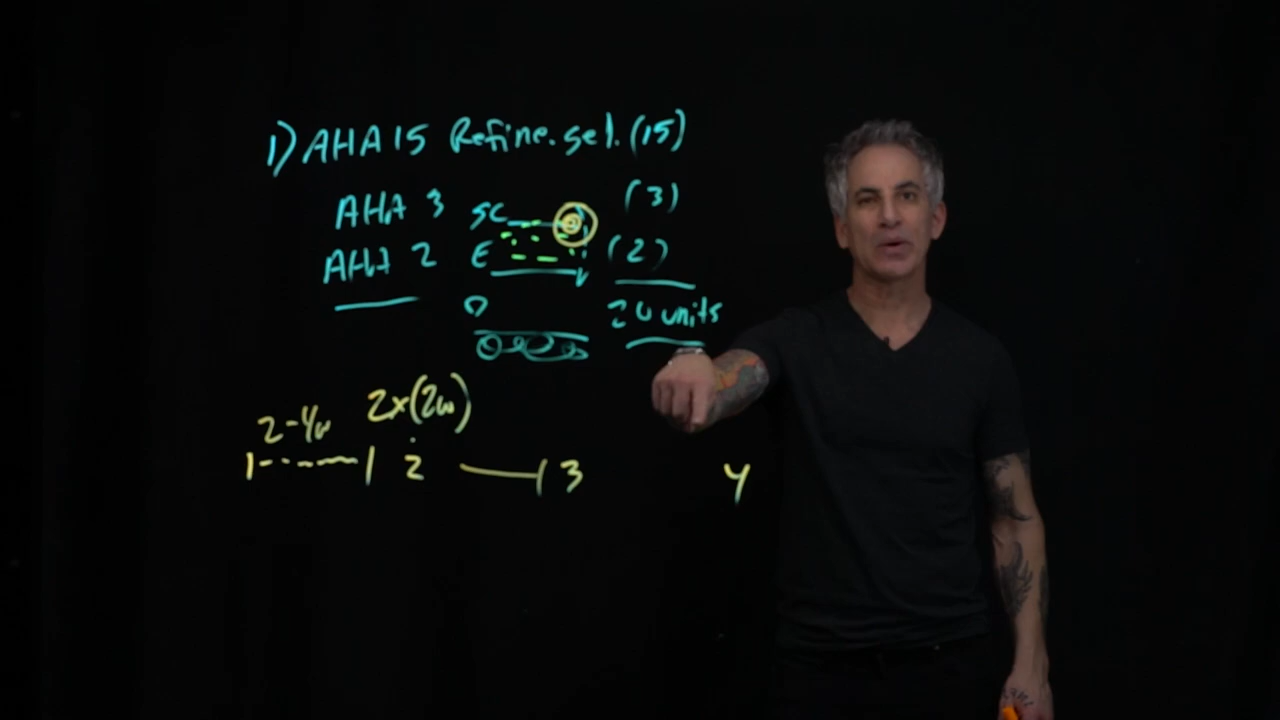 1) AHA 15 Refine.gel.(15)
AHA 3 SC (3)
AHA 2 E (2)
D 20 units
2-4w 2x(2w)
1 2 3 4